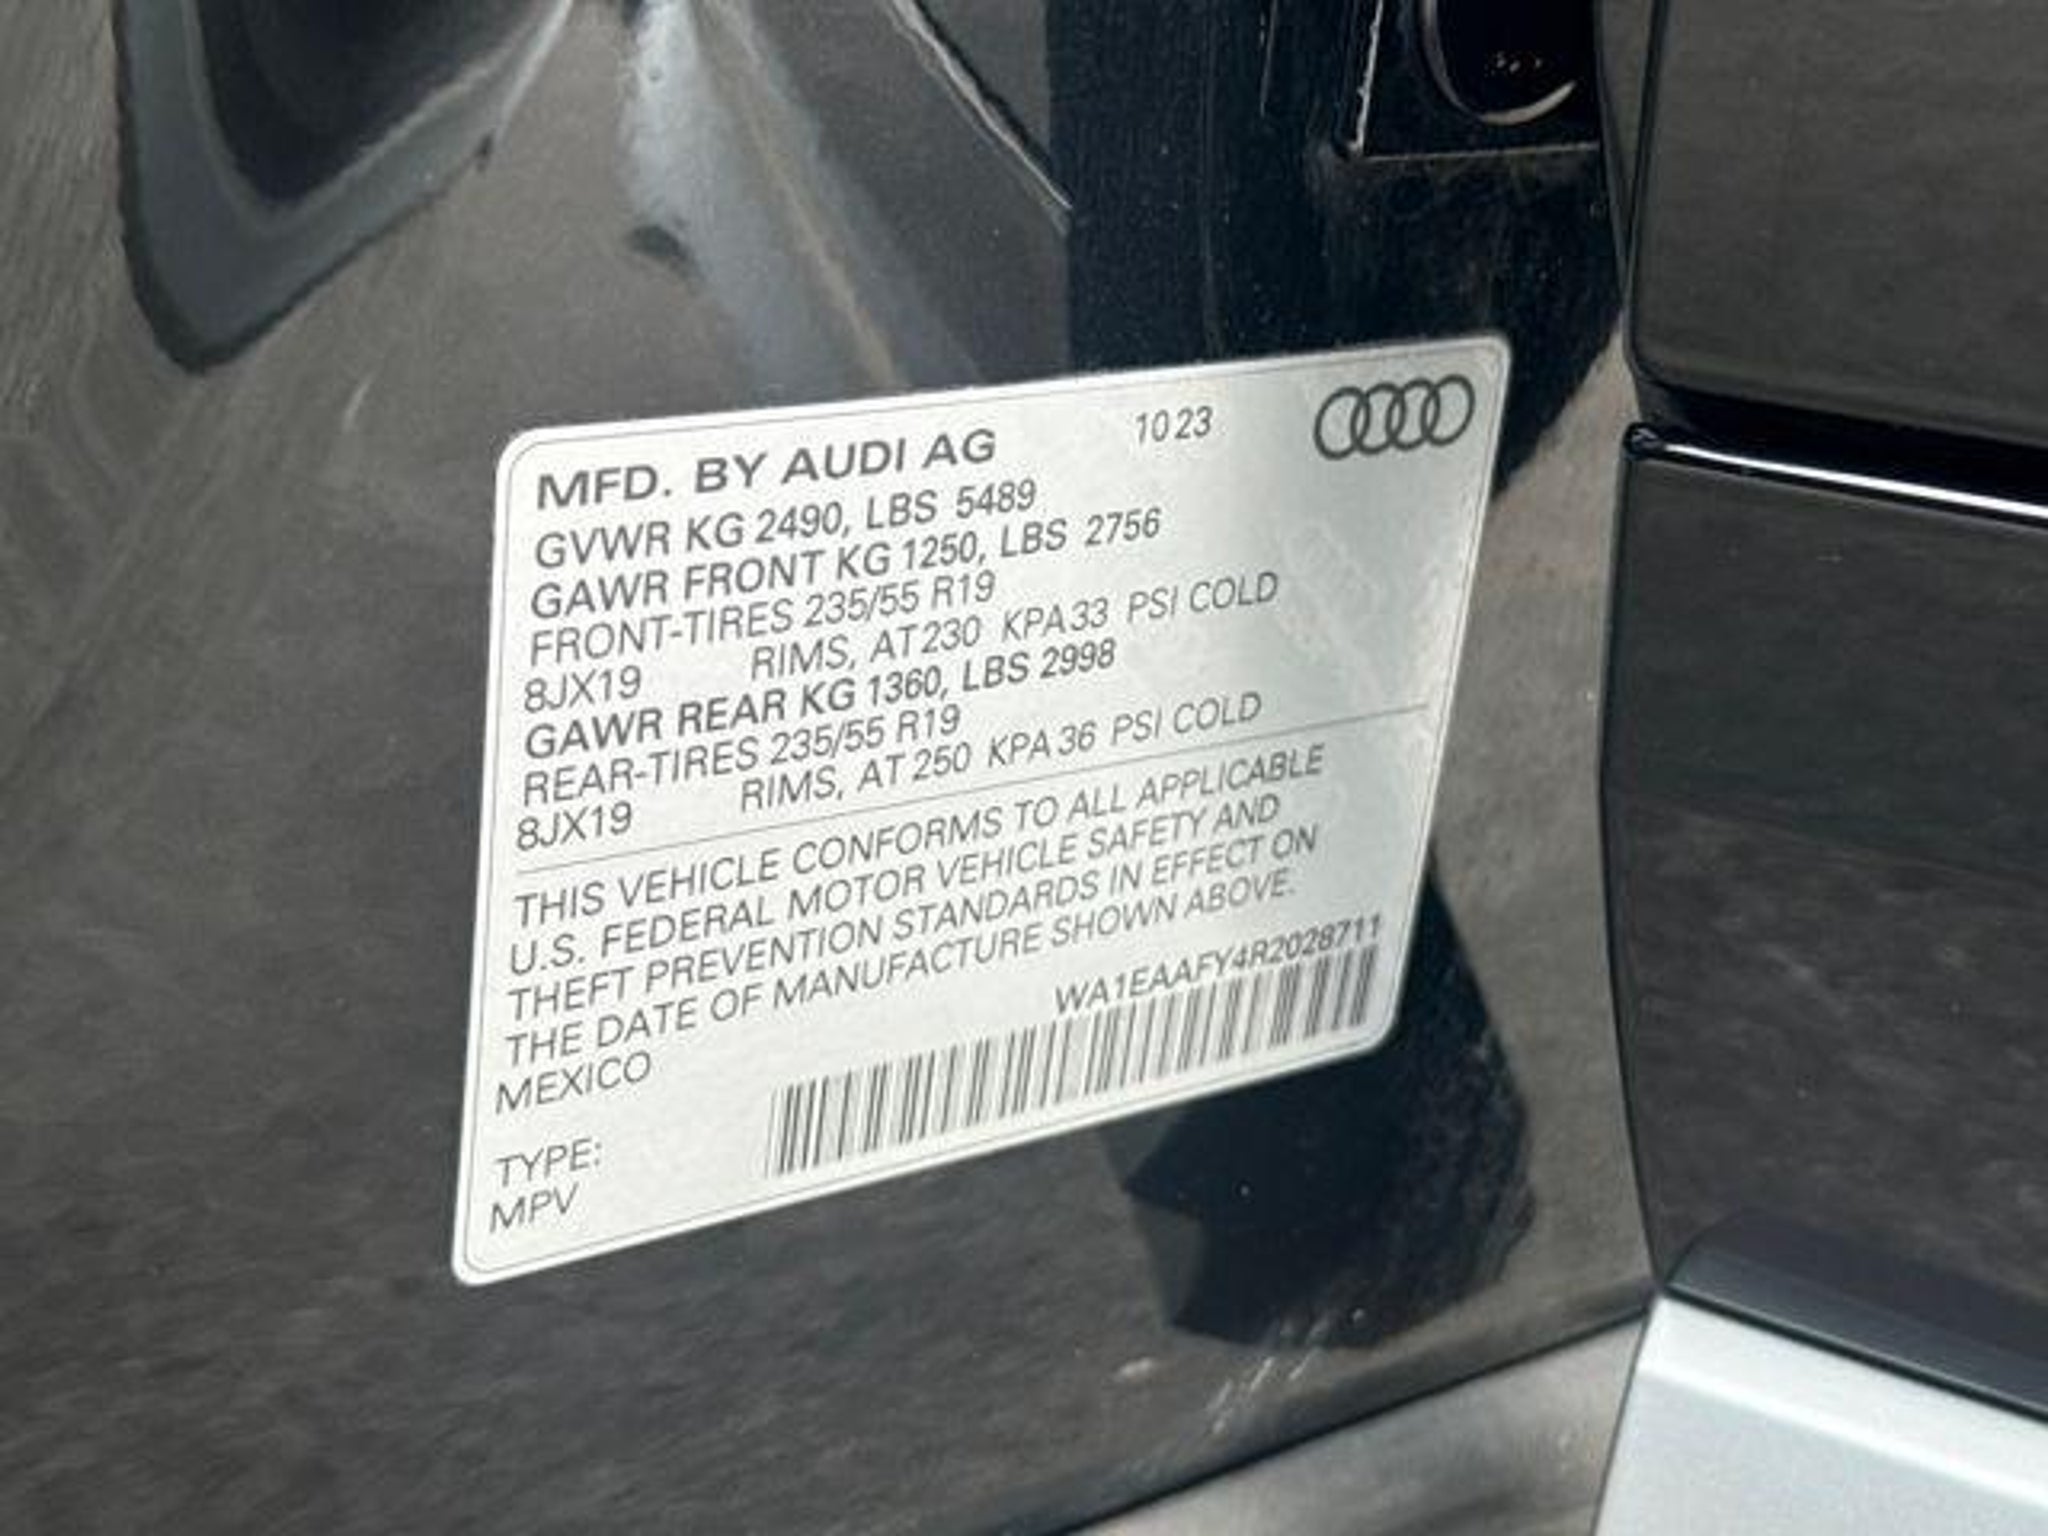 MFD. BY AUDI AG 10 23
GVWR KG 2490, LBS 5489
GAWR FRONT KG 1250, LBS 2756
FRONT-TIRES 235/55 R19
8JX19 RIMS, AT 230 KPA 33 PSI COLD
GAWR REAR KG 1360, LBS 2998
REAR-TIRES 235/55 R19
8JX19 RIMS, AT 250 KPA 36 PSI COLD
THIS VEHICLE CONFORMS TO ALL APPLICABLE
U.S. FEDERAL MOTOR VEHICLE SAFETY AND
THEFT PREVENTION STANDARDS IN EFFECT ON
THE DATE OF MANUFACTURE SHOWN ABOVE.
MEXICO WA1EAAFY4R2028711
TYPE:
MPV